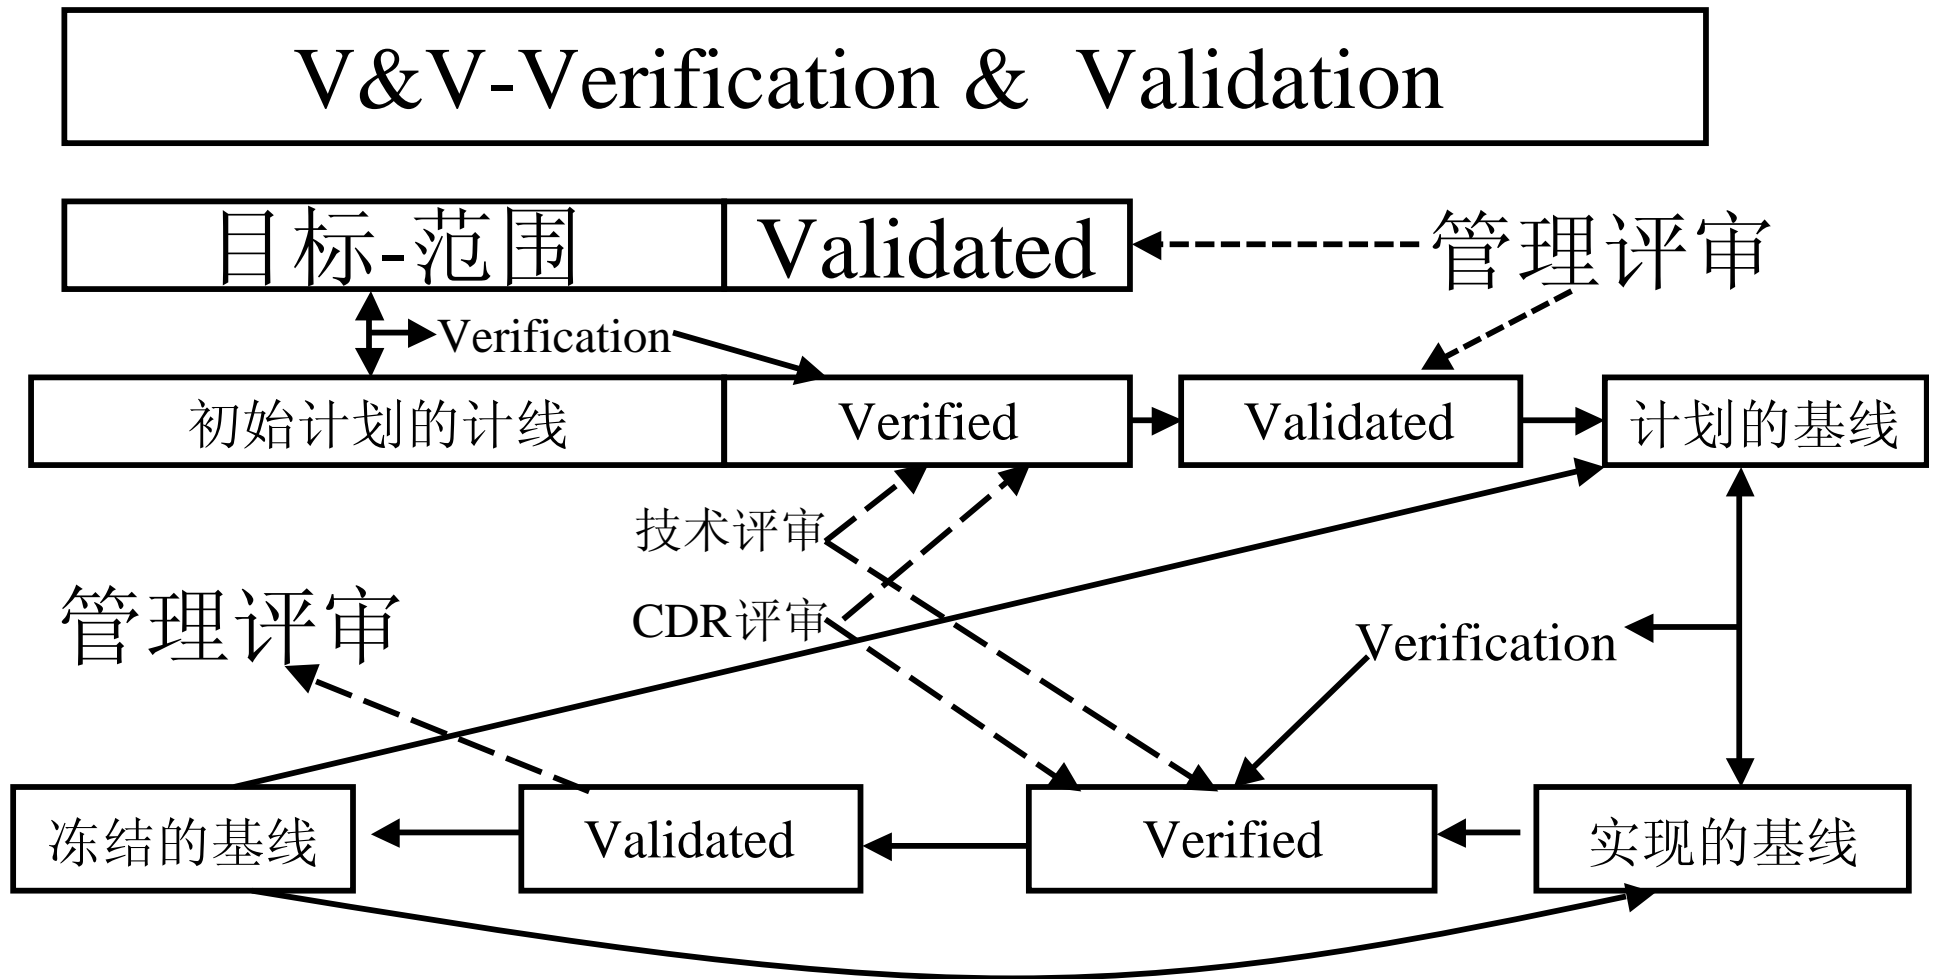 V&V-Verification & Validation
目标-范围 Validated 管理评审
Verification
初始计划的计线 Verified Validated 计划的基线
技术评审
管理评审 CDR评审
Verification
冻结的基线 Validated Verified 实现的基线